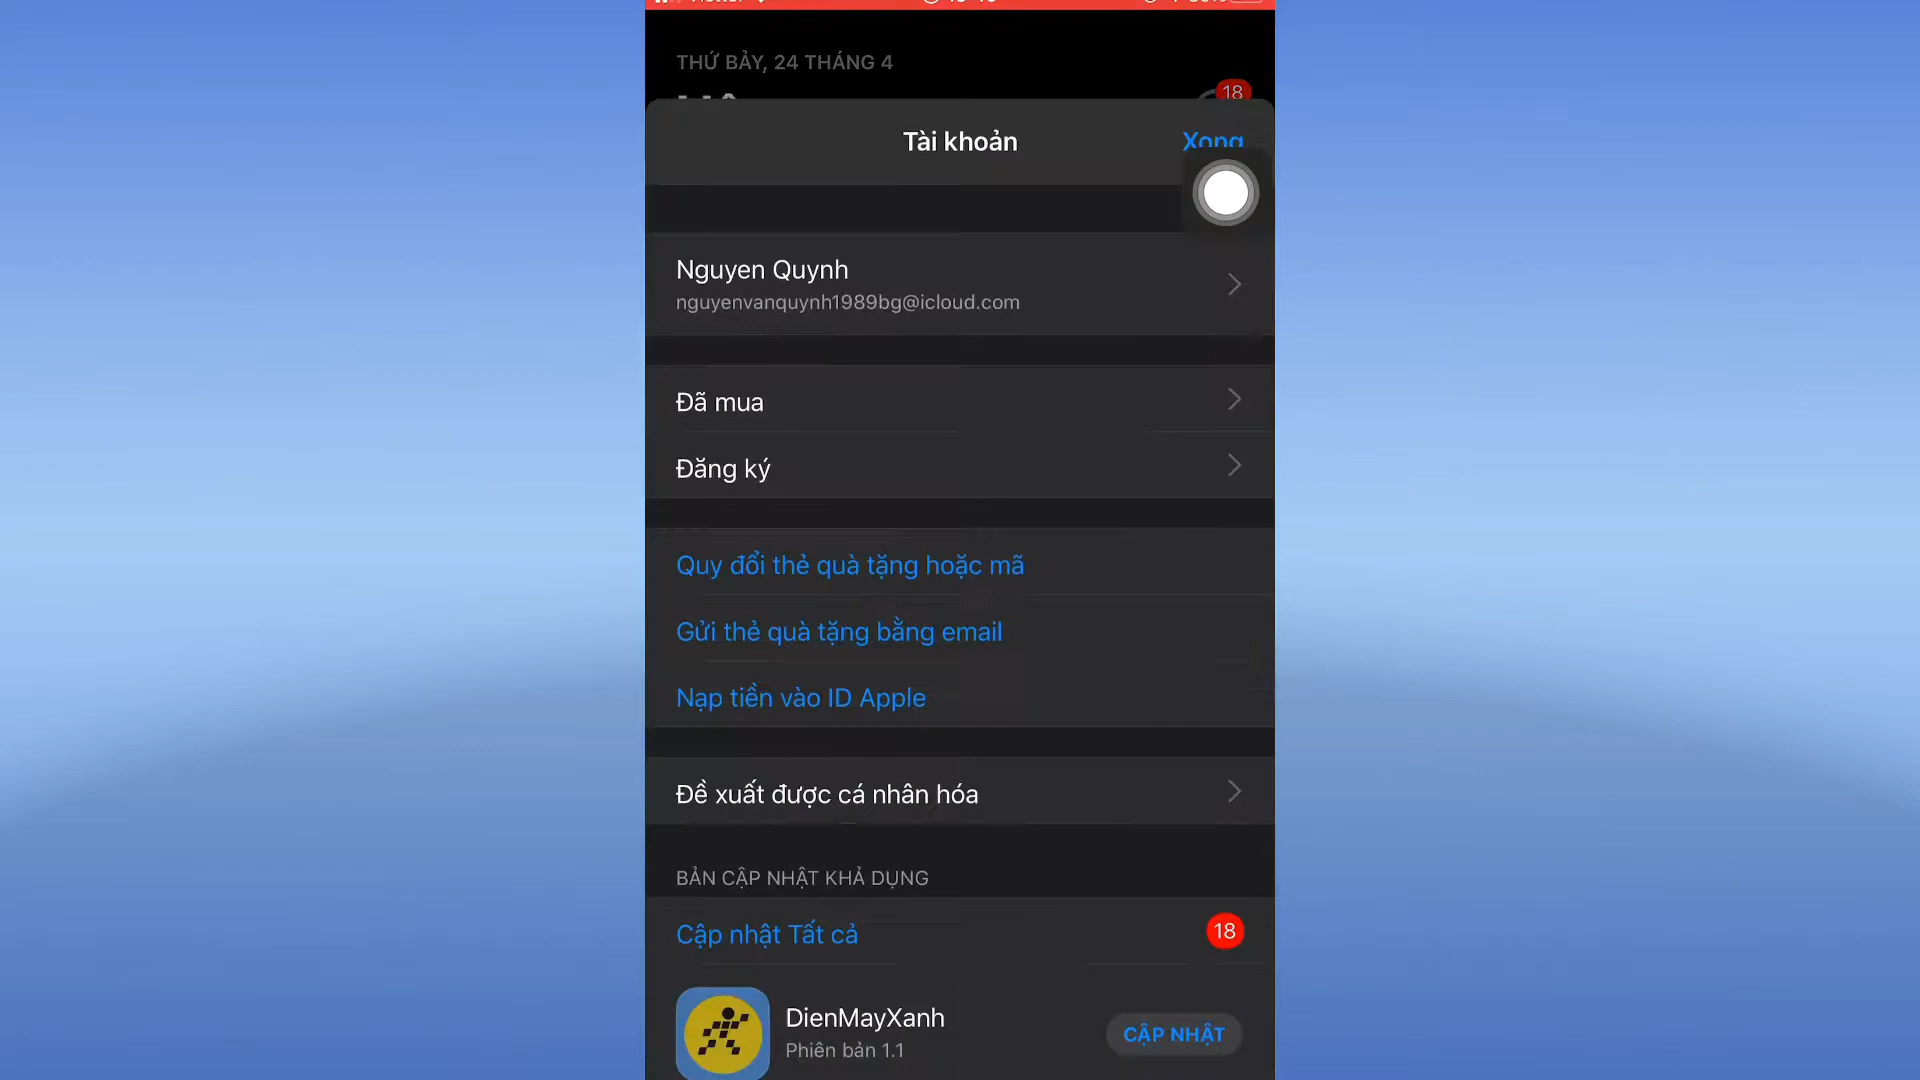 THỨ BẢY, 24 THÁNG 4
18
Tài khoản
Xong
Nguyen Quynh
nguyenvanquynh1989bg@icloud.com
Đã mua
Đăng ký
Quy đổi thẻ quà tặng hoặc mã
Gửi thẻ quà tặng bằng email
Nạp tiền vào ID Apple
Đề xuất được cá nhân hóa
BẢN CẬP NHẬT KHẢ DỤNG
Cập nhật Tất cả
18
DienMayXanh
CẬP NHẬT
Phiên bản 1.1